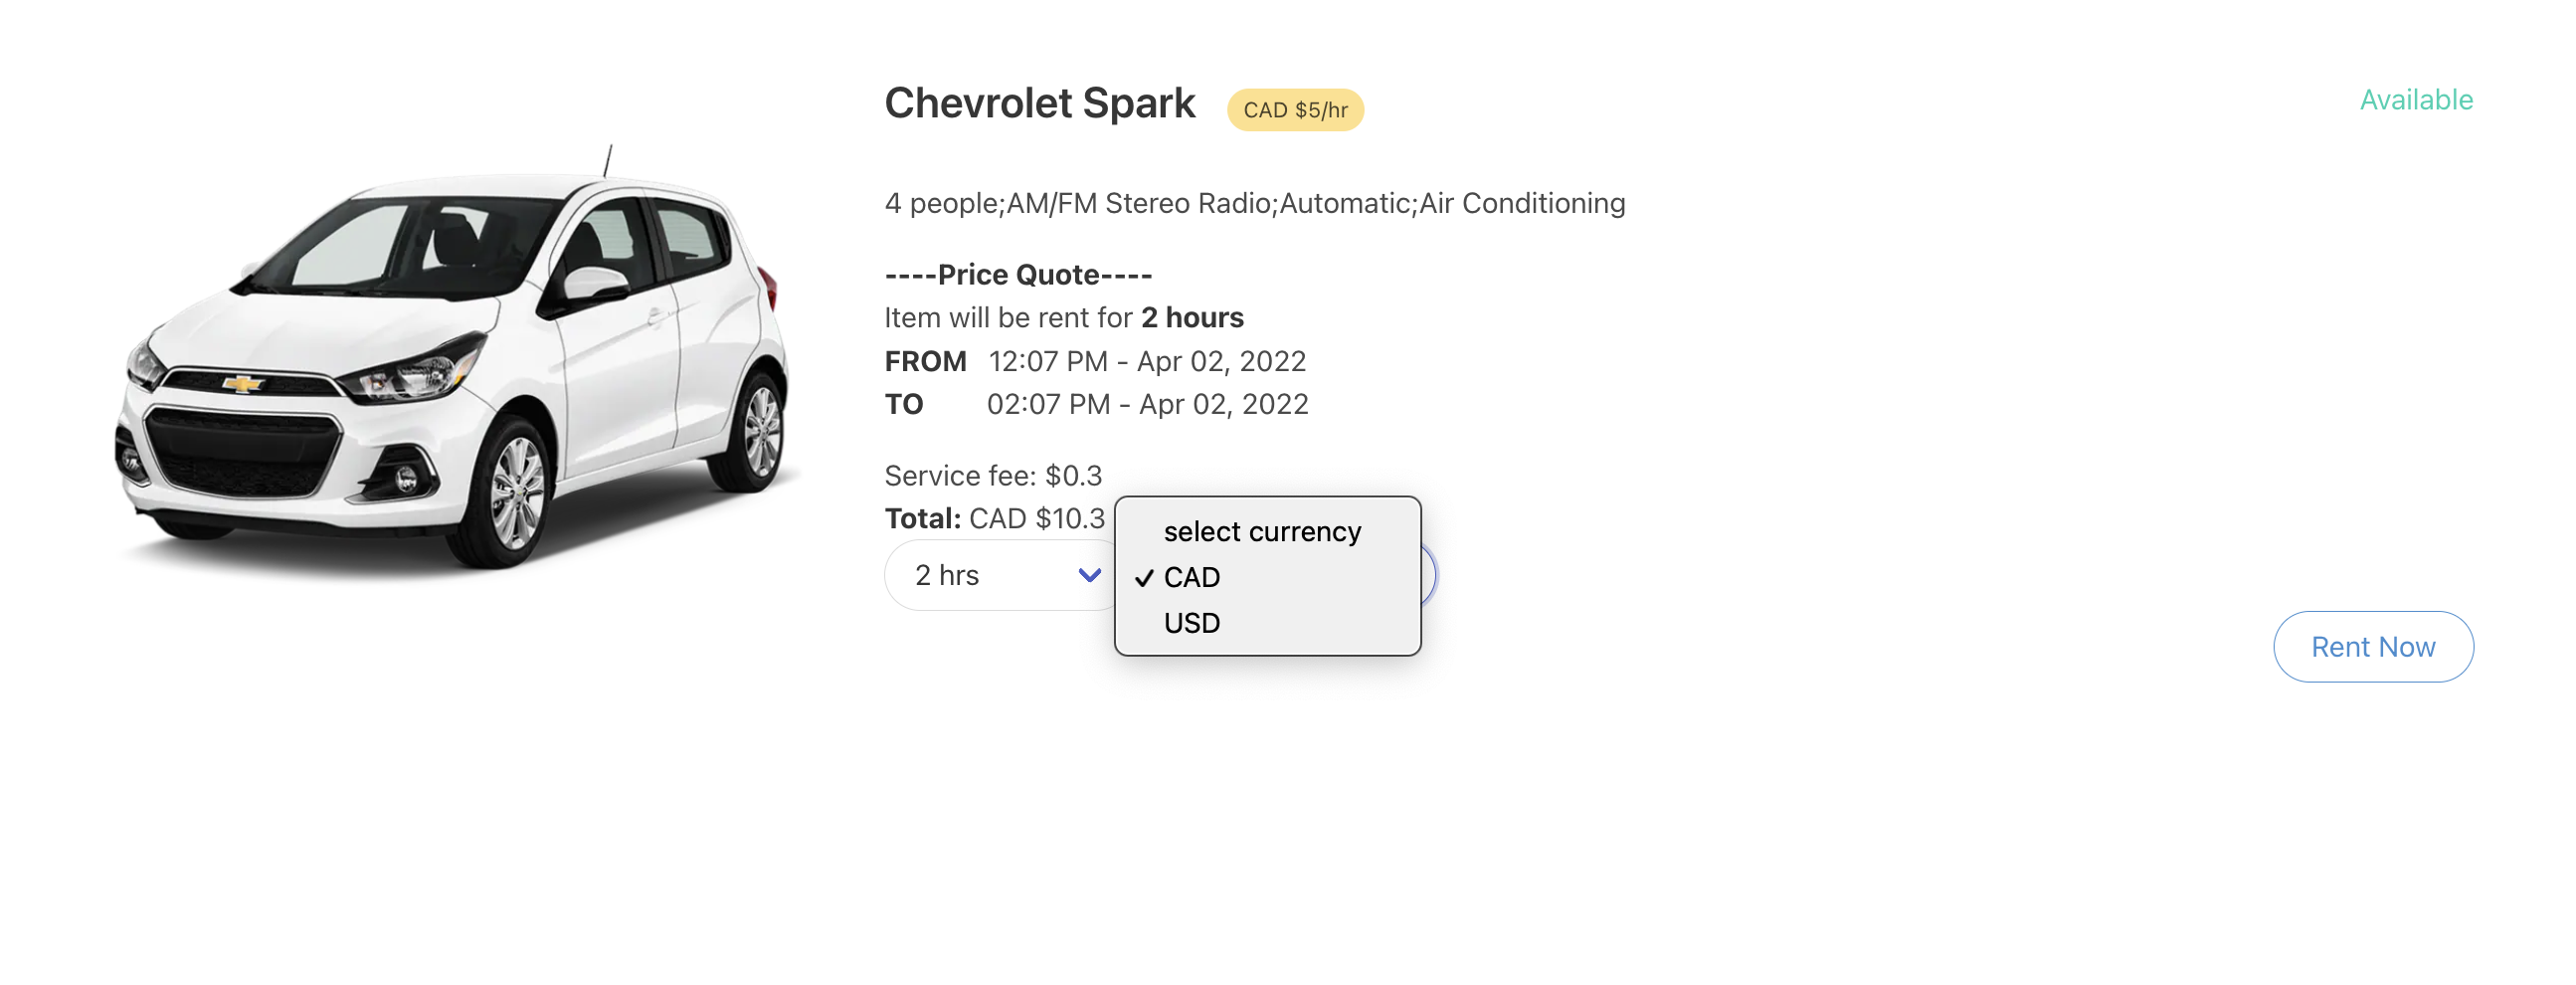 Chevrolet Spark CAD $5/hr Available
4 people;AM/FM Stereo Radio;Automatic;Air Conditioning
----Price Quote----
Item will be rent for 2 hours
FROM 12:07 PM - Apr 02, 2022
TO 02:07 PM - Apr 02, 2022
Service fee: $0.3
Total: CAD $10.3
select currency
2 hrs
CAD
USD
Rent Now